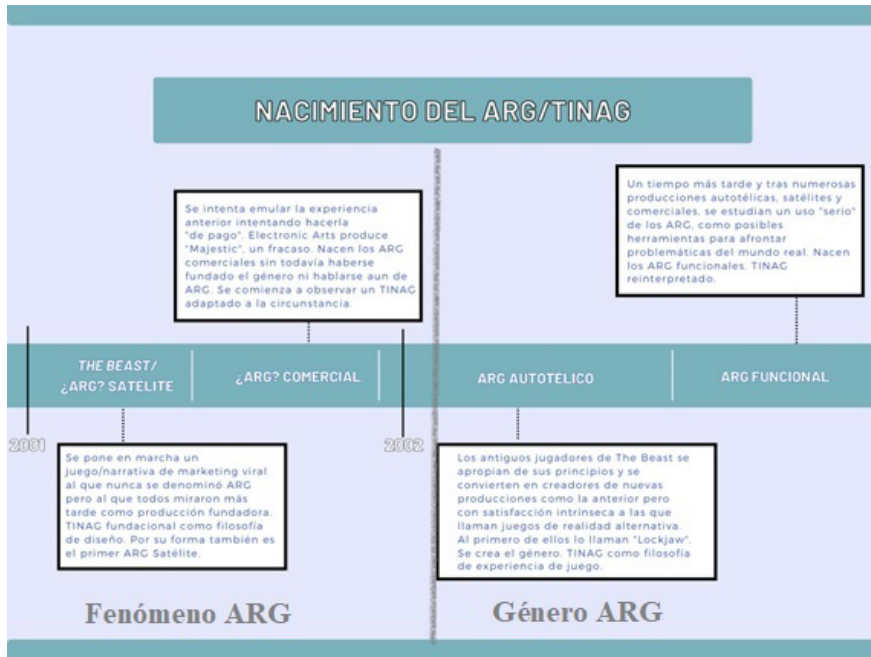 NACIMIENTO DEL ARG/TINAG
Se intenta emular la experiencia
anterior intentando hacerla
"de pago". Electronic Arts produce
"Majestic", un fracaso. Nacen los ARG
comerciales sin todavía haberse
fundado el género ni hablarse aun de
ARG. Se comienza a observar un TINAG
adaptado a la circunstancia.
Un tiempo más tarde y tras numerosas
producciones autotélicas, satélites y
comerciales, se estudian un uso "serio"
de los ARG, como posibles
herramientas para afrontar
problemáticas del mundo real. Nacen
los ARG funcionales. TINAG
reinterpretado.
THE BEAST/
¿ARG? SATÉLITE
¿ARG? COMERCIAL
ARG AUTOTÉLICO
ARG FUNCIONAL
2001
2002
Se pone en marcha un
juego/narrativa de marketing viral
al que nunca se denominó ARG
pero al que todos miraron más
tarde como producción fundadora.
TINAG fundacional como filosofía
de diseño. Por su forma también es
el primer ARG Satélite.
Los antiguos jugadores de The Beast se
apropian de sus principios y se
convierten en creadores de nuevas
producciones como la anterior pero
con satisfacción intrínseca a las que
llaman juegos de realidad alternativa.
Al primero de ellos lo llaman "Lockjaw".
Se crea el género. TINAG como filosofía
de experiencia de juego.
Fenómeno ARG
Género ARG